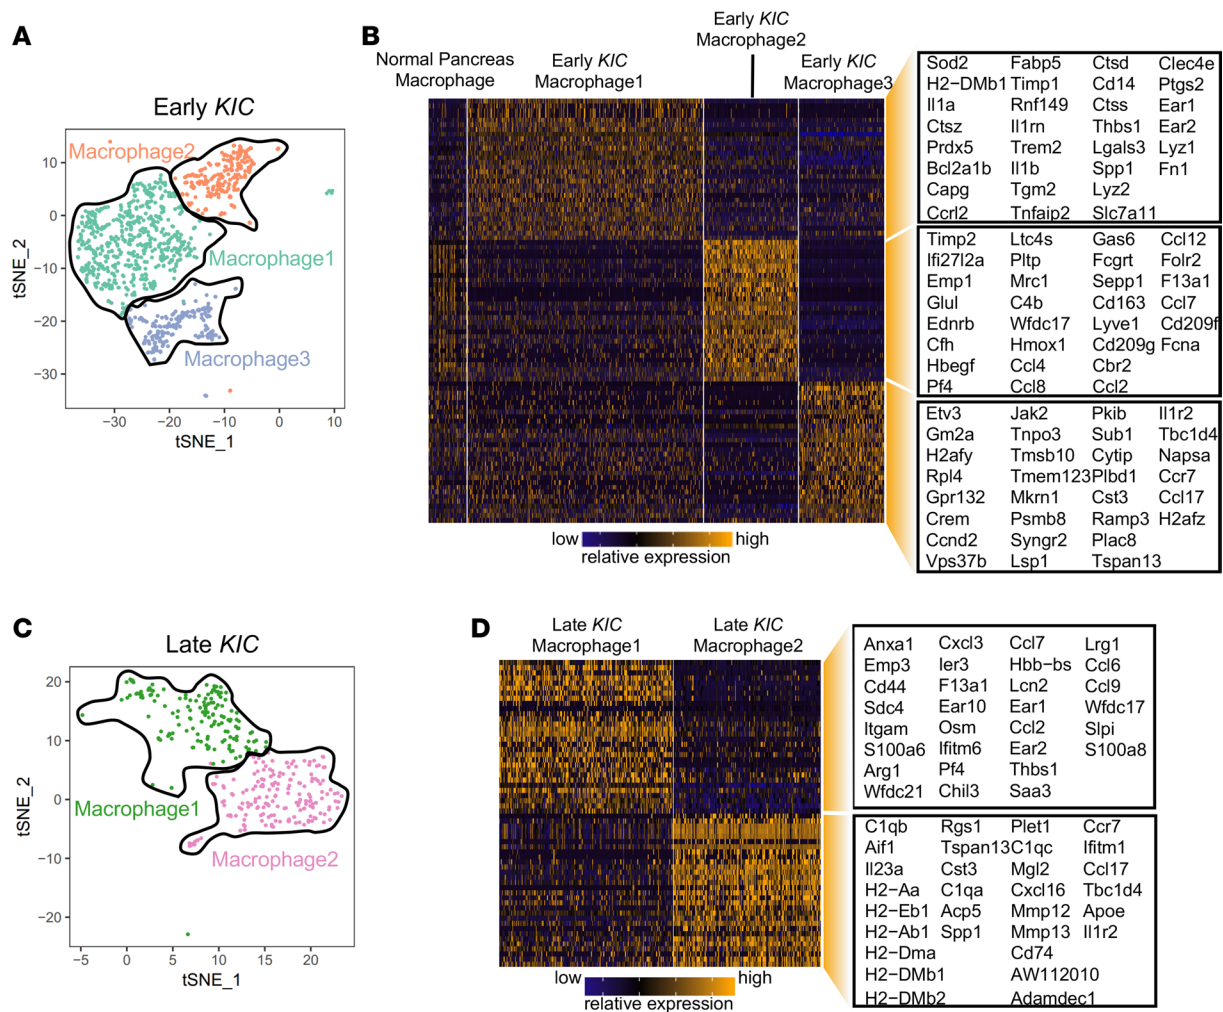 A
Early KIC
Macrophage2
Macrophage1
Macrophage3
10
0
−10
−20
−30
tSNE_2
−30 −20 −10 0 10
tSNE_1
B
Normal Pancreas
Macrophage
Early KIC
Macrophage1
Early KIC
Macrophage2
Early KIC
Macrophage3
low high
relative expression
Sod2 Fabp5 Ctsd Clec4e
H2−DMb1 Timp1 Cd14 Ptgs2
Il1a Rnf149 Ctss Ear1
Ctsz Il1rn Thbs1 Ear2
Prdx5 Trem2 Lgals3 Lyz1
Bcl2a1b Il1b Spp1 Fn1
Capg Tgm2 Lyz2
Ccrl2 Tnfaip2 Slc7a11
Timp2 Ltc4s Gas6 Ccl12
Ifi27l2a Pltp Fcgrt Folr2
Emp1 Mrc1 Sepp1 F13a1
Glul C4b Cd163 Ccl7
Ednrb Wfdc17 Lyve1 Cd209f
Cfh Hmox1 Cd209g Fcna
Hbegf Ccl4 Cbr2
Pf4 Ccl8 Ccl2
Etv3 Jak2 Pkib Il1r2
Gm2a Tnpo3 Sub1 Tbc1d4
H2afy Tmsb10 Cytip Napsa
Rpl4 Tmem123 Plbd1 Ccr7
Gpr132 Mkrn1 Cst3 Ccl17
Crem Psmb8 Ramp3 H2afz
Ccnd2 Syngr2 Plac8
Vps37b Lsp1 Tspan13
C
Late KIC
Macrophage1
Macrophage2
20
10
0
−10
−20
tSNE_2
−5 0 5 10 15 20
tSNE_1
D
Late KIC
Macrophage1
Late KIC
Macrophage2
low high
relative expression
Anxa1 Cxcl3 Ccl7 Lrg1
Emp3 Ier3 Hbb−bs Ccl6
Cd44 F13a1 Lcn2 Ccl9
Sdc4 Ear10 Ear1 Wfdc17
Itgam Osm Ccl2 Slpi
S100a6 Ifitm6 Ear2 S100a8
Arg1 Pf4 Thbs1
Wfdc21 Chil3 Saa3
C1qb Rgs1 Plet1 Ccr7
Aif1 Tspan13 C1qc Ifitm1
Il23a Cst3 Mgl2 Ccl17
H2−Aa C1qa Cxcl16 Tbc1d4
H2−Eb1 Acp5 Mmp12 Apoe
H2−Ab1 Spp1 Mmp13 Il1r2
H2−Dma Cd74
H2−DMb1 AW112010
H2−DMb2 Adamdec1